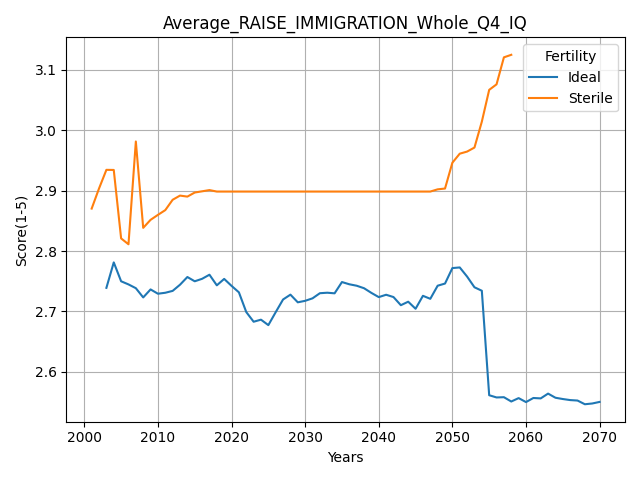 Average_RAISE_IMMIGRATION_Whole_Q4_IQ
Score(1-5)
3.1
3.0
2.9
2.8
2.7
2.6
Fertility
Ideal
Sterile
2000 2010 2020 2030 2040 2050 2060 2070
Years